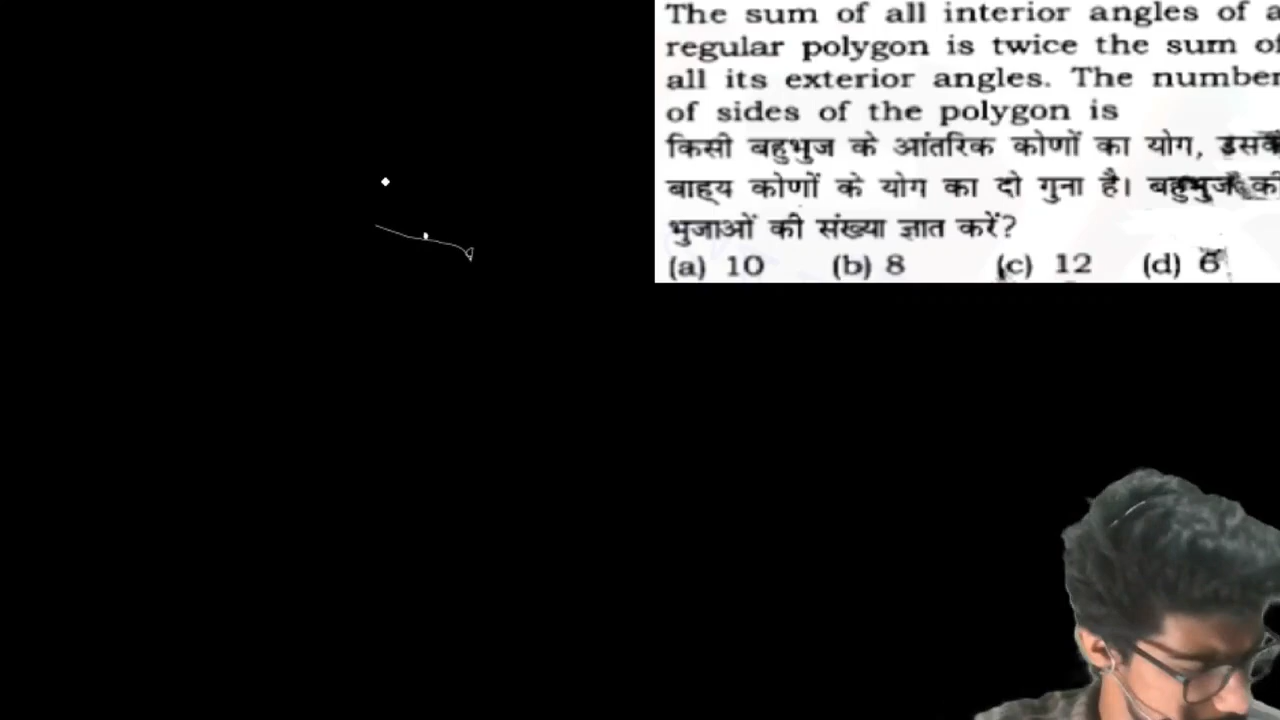 The sum of all interior angles of a
regular polygon is twice the sum of
all its exterior angles. The number
of sides of the polygon is
किसी बहुभुज के आंतरिक कोणों का योग,
बाह्य कोणों के योग का दो गुना है। बहुभुज की
भुजाओं की संख्या ज्ञात करें?
(a) 10 (b) 8 (c) 12 (d) 6